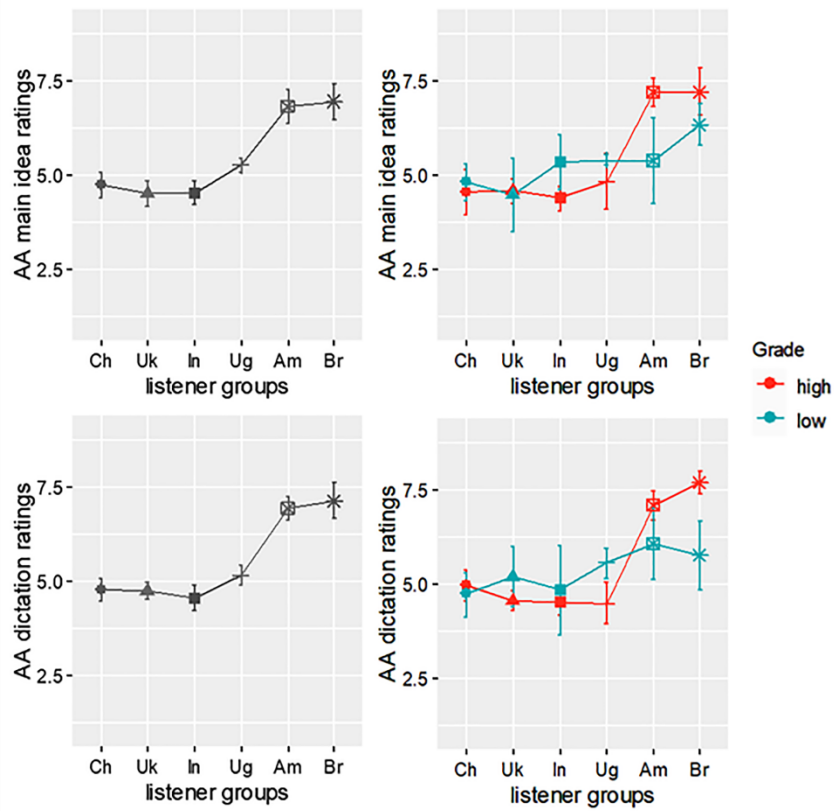 AA main idea ratings
7.5
5.0
2.5
Ch Uk In Ug Am Br
listener groups
AA main idea ratings
7.5
5.0
2.5
Ch Uk In Ug Am Br
listener groups
Grade
high
low
AA dictation ratings
7.5
5.0
2.5
Ch Uk In Ug Am Br
listener groups
AA dictation ratings
7.5
5.0
2.5
Ch Uk In Ug Am Br
listener groups